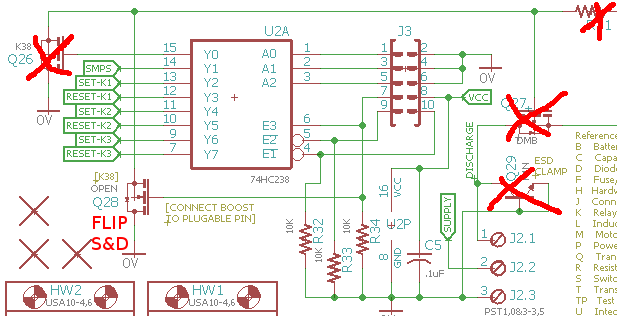 U2A
J3
K38
Q26
0V
SMPS
SET-K1
RESET-K1
SET-K2
RESET-K2
SET-K3
RESET-K3
15 Y0 A0 1
14 Y1 A1 2
13 Y2 A2 3
12 Y3
11 Y4
10 Y5 E3 6
9 Y6 E2 5
7 Y7 E1 4
74HC238
1 2
3 4
5 6
7 8
9 10
0V
VCC
Q27
DMB
DISCHARGE
Q29
ESD
CLAMP
[K38]
OPEN
Q28
FLIP
S&D
0V
[CONNECT BOOST
TO PLUGABLE PIN]
10K R32
10K R33
10K R34
16 VCC
U2P
8 GND
C5
.1uF
SUPPLY
1 J2.1
2 J2.2
3 J2.3
PST1,0&3-3,5
HW2
USA10-4,6
HW1
USA10-4,6
Reference
B Batter
C Capa
D Diode
F Fuse/
H Hardw
J Conn
K Relay
L Induc
M Moto
P Powe
Q Tran
R Resist
S Switc
T Trans
TP Test
U Integ